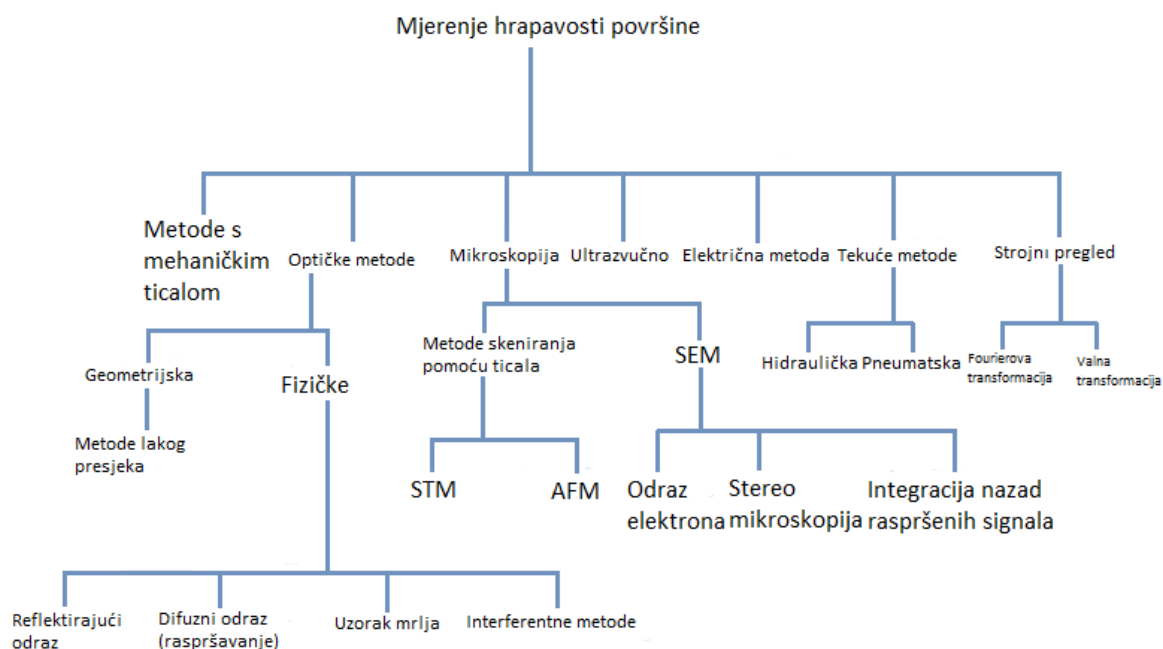 Mjerenje hrapavosti površine
Metode s
mehaničkim
ticalom
Optičke metode
Mikroskopija
Ultrazvučno
Električna metoda
Tekuće metode
Strojni pregled
Geometrijska
Fizičke
Metode skeniranja
pomoću ticala
SEM
Hidraulička
Pneumatska
Fourierova
transformacija
Valna
transformacija
Metode lakog
presjeka
STM
AFM
Odraz
elektrona
Stereo
mikroskopija
Integracija nazad
raspršenih signala
Reflektirajući
odraz
Difuzni odraz
(raspršavanje)
Uzorak mrlja
Interferentne metode